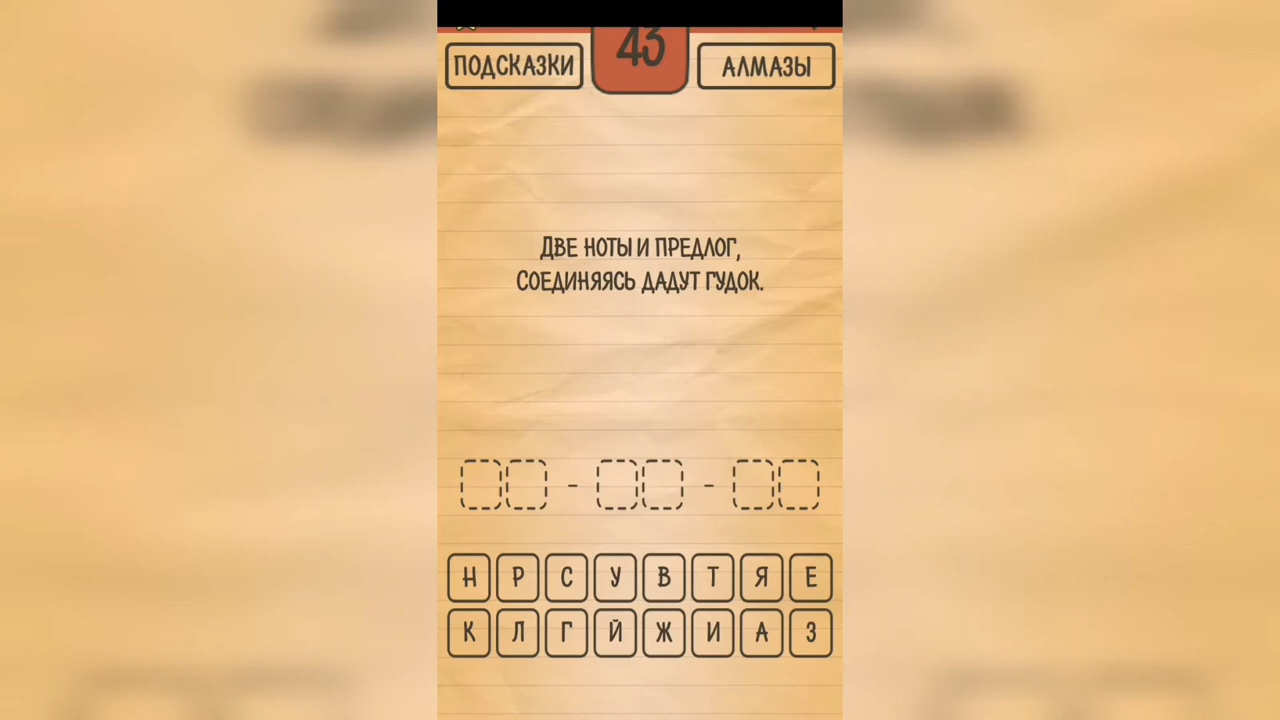 43
ПОДСКАЗКИ
АЛМАЗЫ
ДВЕ НОТЫ И ПРЕДЛОГ,
СОЕДИНЯЯСЬ ДАДУТ ГУДОК.
- -
Н Р С У В Т Я Е
К Л Г Й Ж И А З